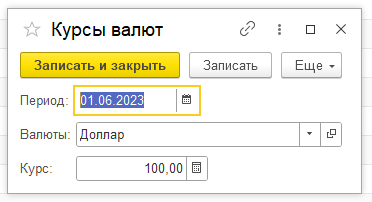 Курсы валют
Записать и закрыть Записать Еще
Период: 01.06.2023
Валюты: Доллар
Курс: 100,00